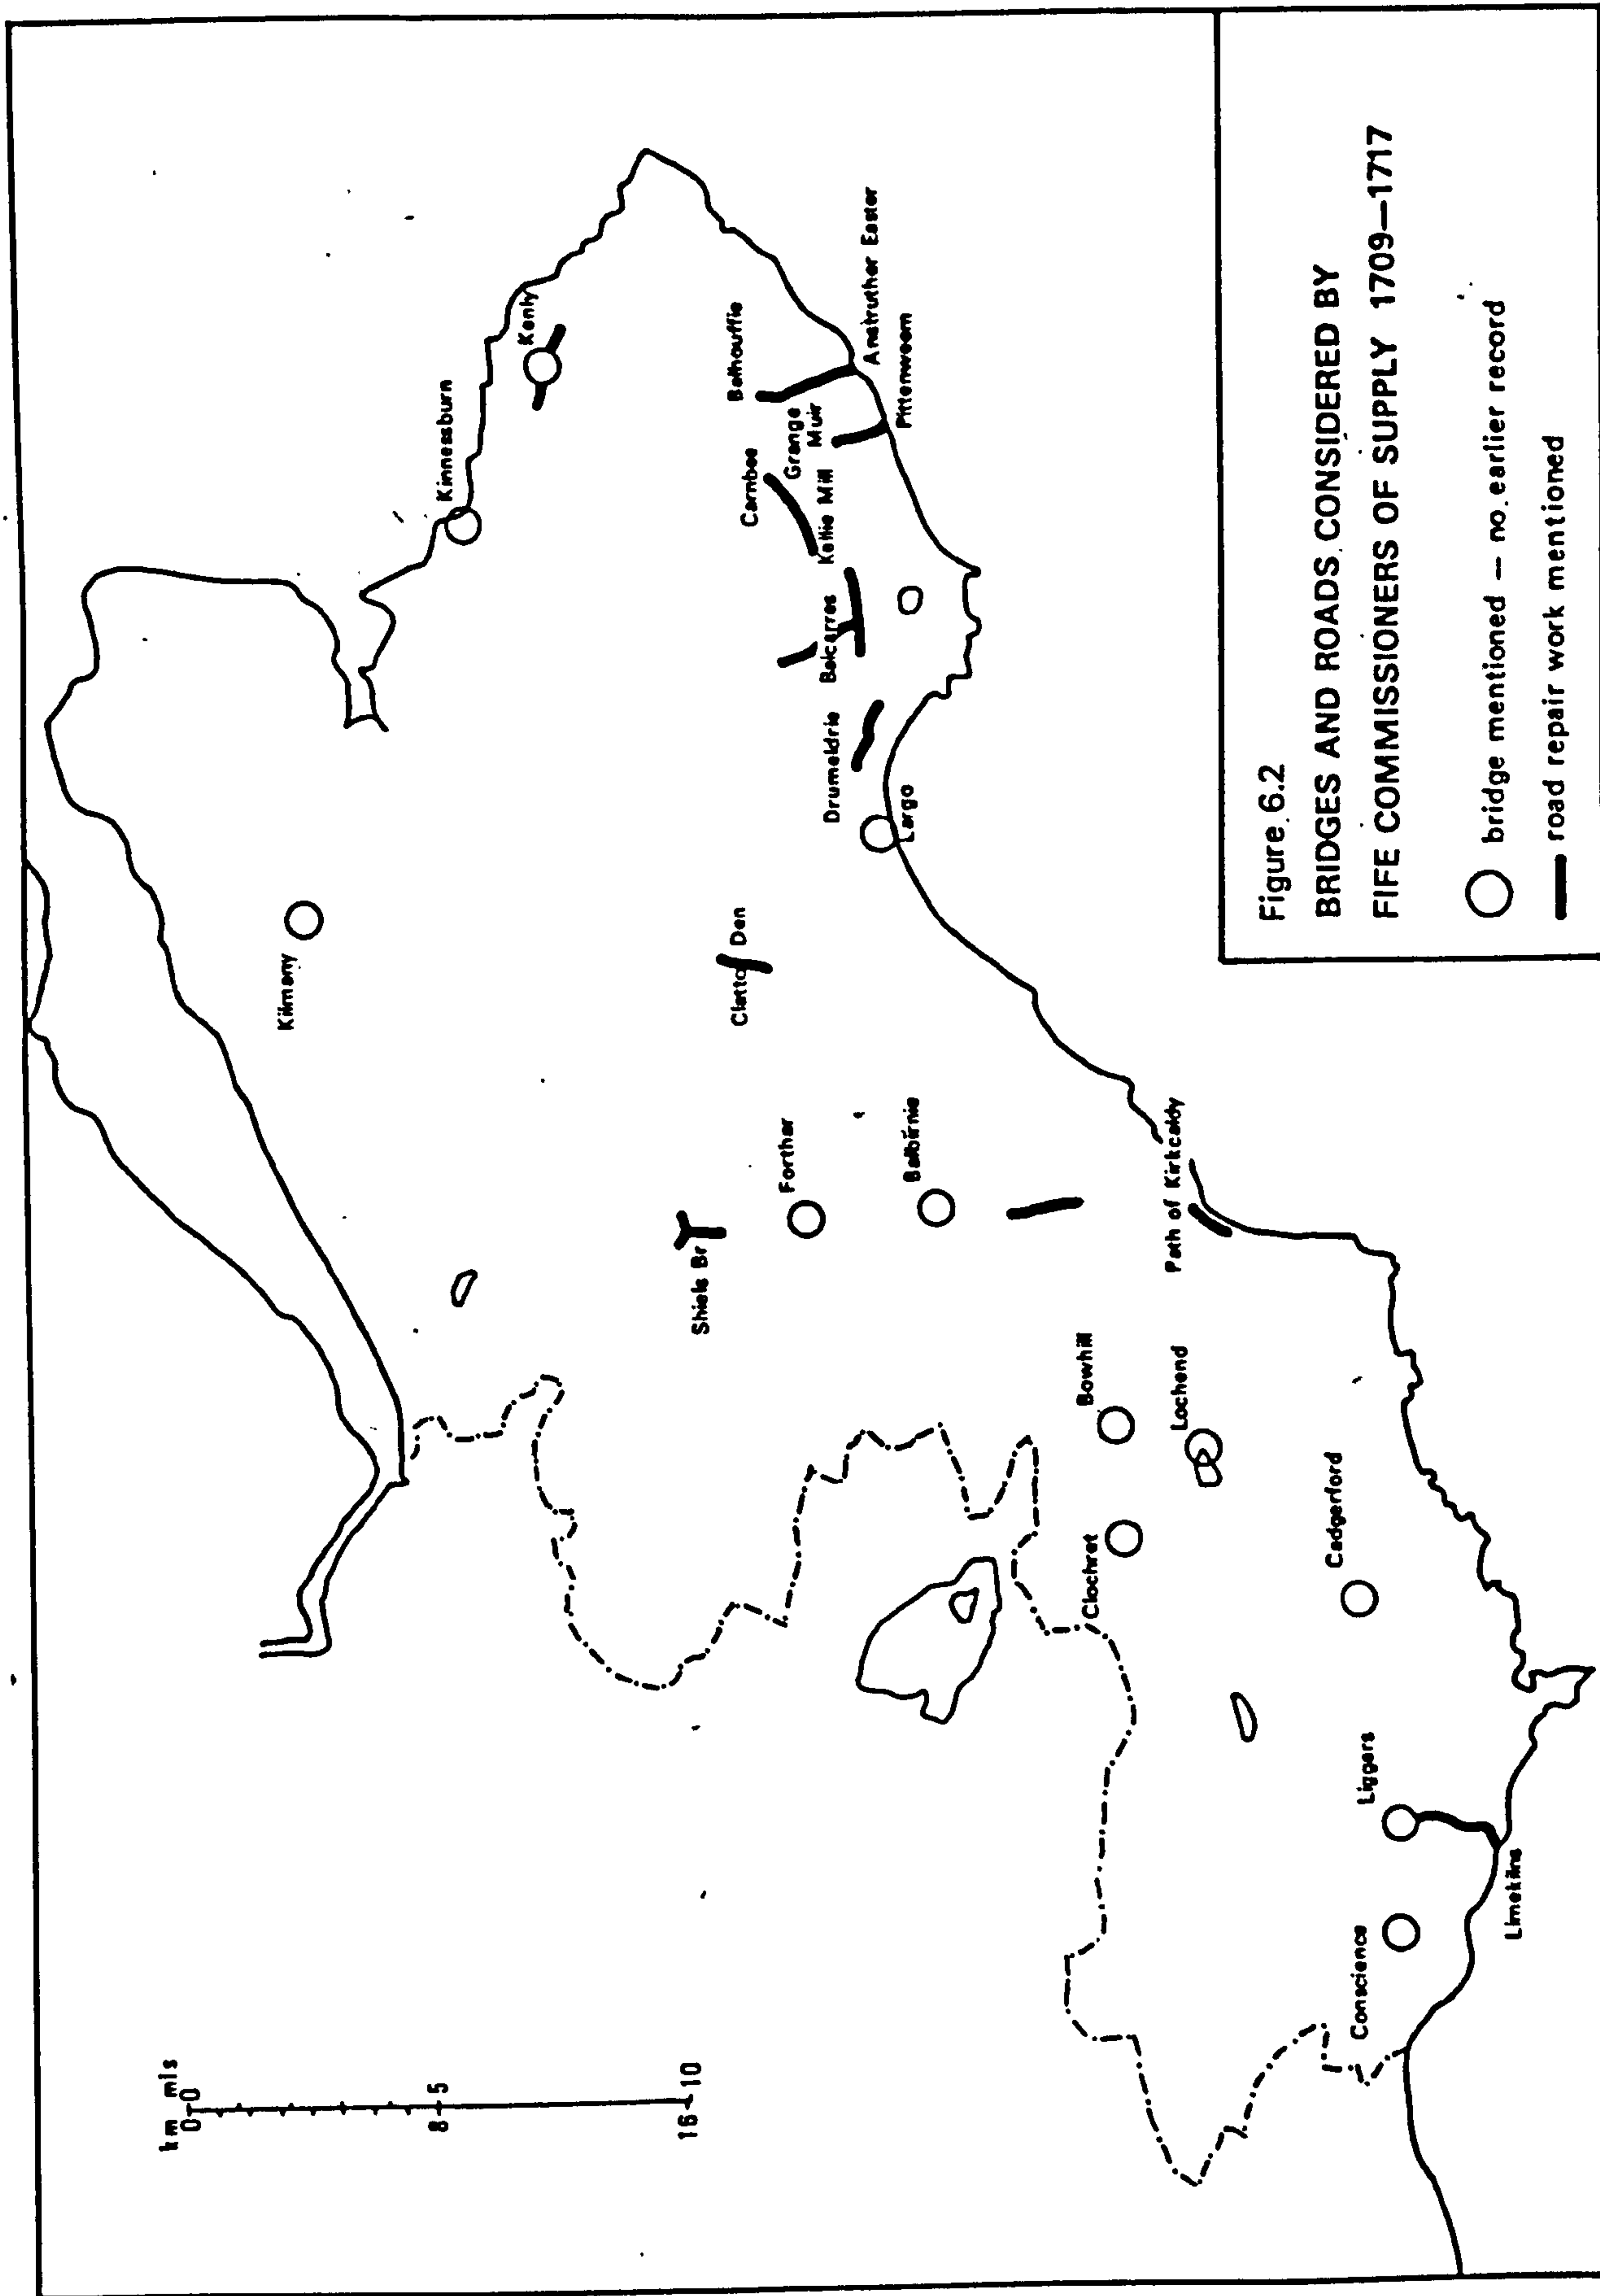 km mls
0 0
8 5
16 10
Kilmany
Kinnessburn
Kenly
Shiels Br
Clatto Den
Carnbee
Balhouffie
Grange
Muir
Kellie Mill
Balcarres
Drumeldrie
Anstruther Easter
Pittenweem
Largo
Forther
Balbirnie
Path of Kirkcaldy
Bowhill
Lochend
Clochret
Cadgerford
Liggers
Conscience
Limekilns
Figure 6.2
BRIDGES AND ROADS CONSIDERED BY
FIFE COMMISSIONERS OF SUPPLY 1709—1717
bridge mentioned — no earlier record
road repair work mentioned